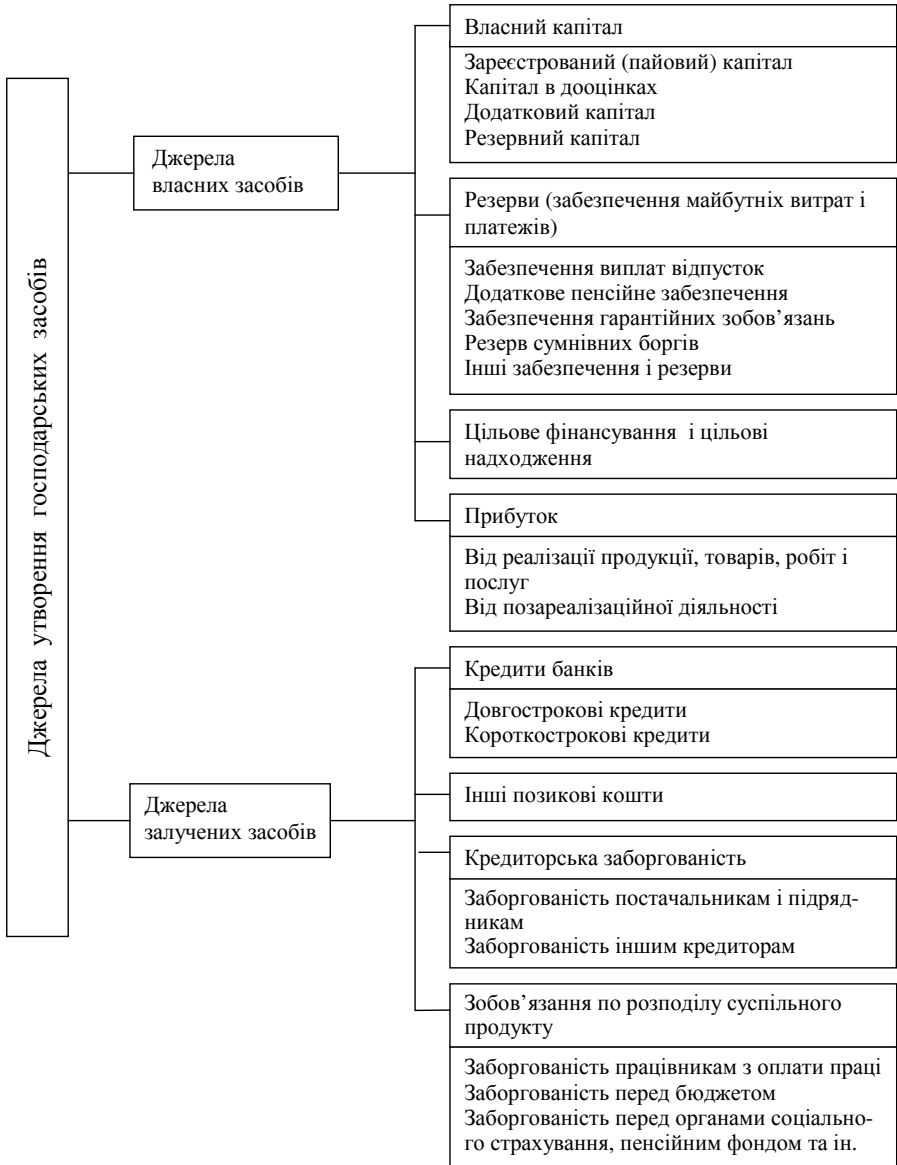 Джерела утворення господарських засобів
Джерела
власних засобів
Власний капітал
Зареєстрований (пайовий) капітал
Капітал в дооцінках
Додатковий капітал
Резервний капітал
Резерви (забезпечення майбутніх витрат і
платежів)
Забезпечення виплат відпусток
Додаткове пенсійне забезпечення
Забезпечення гарантійних зобов’язань
Резерв сумнівних боргів
Інші забезпечення і резерви
Цільове фінансування і цільові
надходження
Прибуток
Від реалізації продукції, товарів, робіт і
послуг
Від позареалізаційної діяльності
Джерела
залучених засобів
Кредити банків
Довгострокові кредити
Короткострокові кредити
Інші позикові кошти
Кредиторська заборгованість
Заборгованість постачальникам і підряд-
никам
Заборгованість іншим кредиторам
Зобов’язання по розподілу суспільного
продукту
Заборгованість працівникам з оплати праці
Заборгованість перед бюджетом
Заборгованість перед органами соціально-
го страхування, пенсійним фондом та ін.